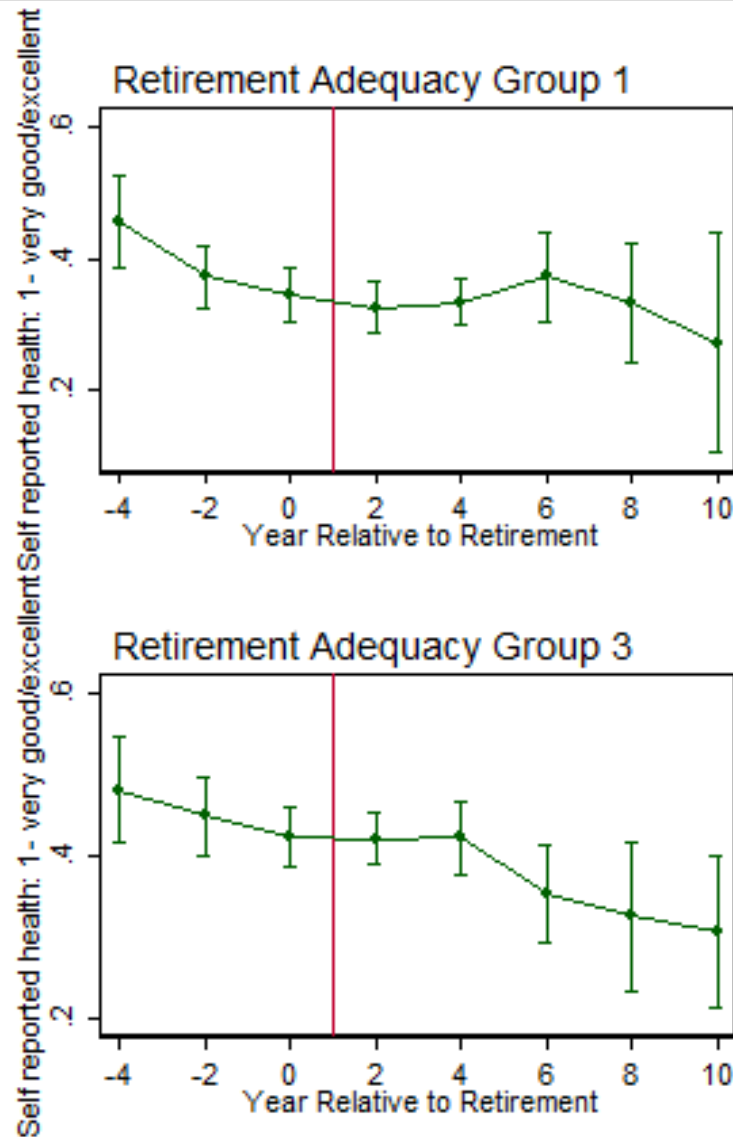 Retirement Adequacy Group 1
Self reported health: 1- very good/excellent
.6
.4
.2
-4 -2 0 2 4 6 8 10
Year Relative to Retirement
Retirement Adequacy Group 3
Self reported health: 1- very good/excellent
.6
.4
.2
-4 -2 0 2 4 6 8 10
Year Relative to Retirement